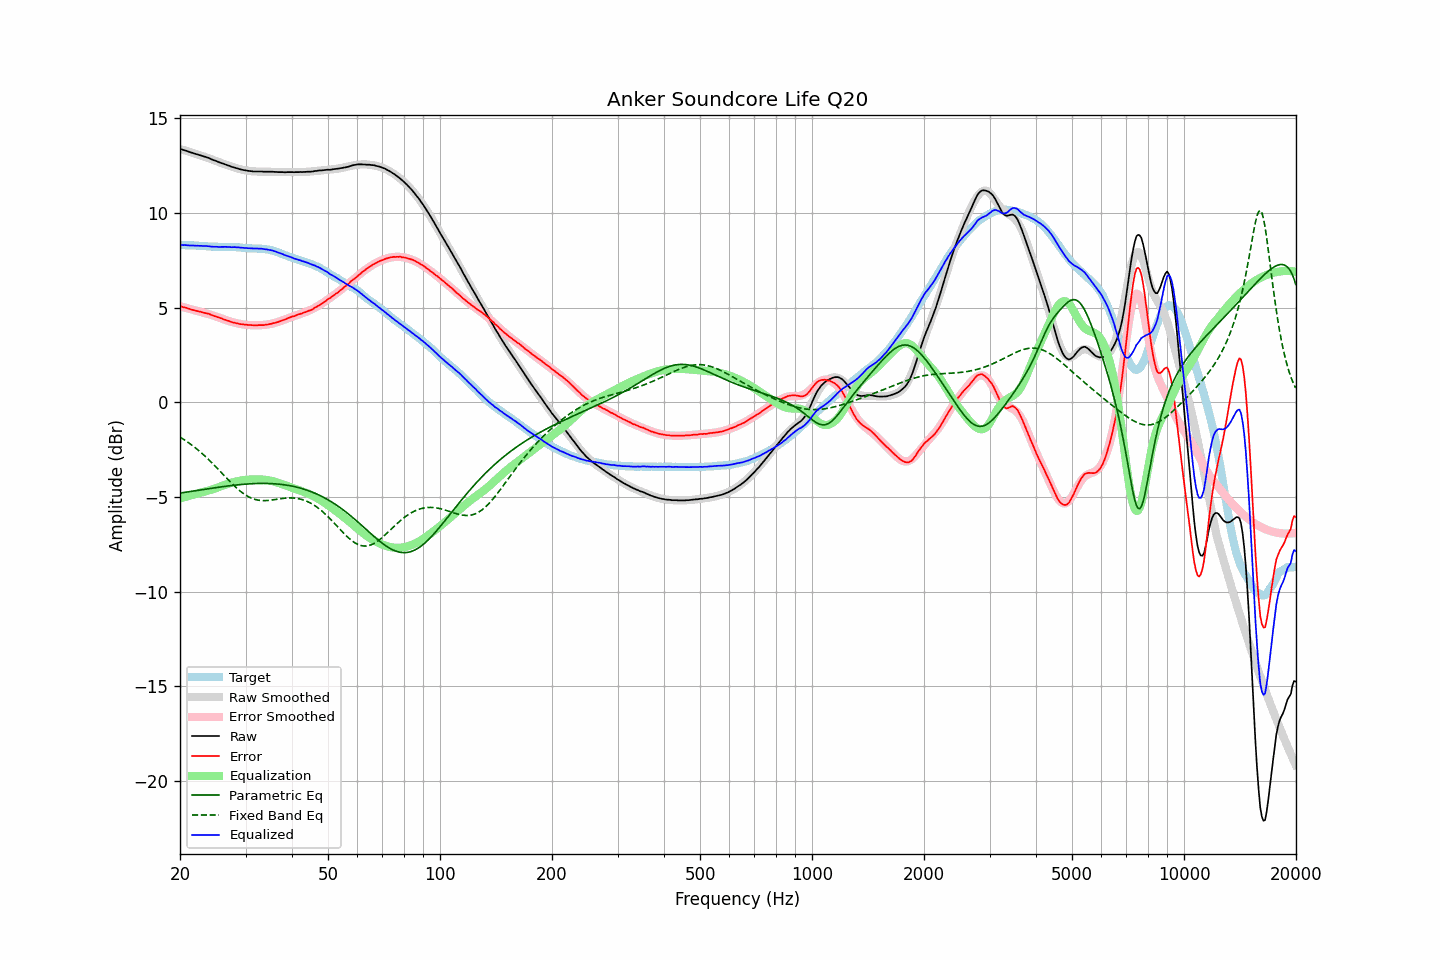 Anker Soundcore Life Q20
15
10
5
0
−5
−10
−15
−20
Amplitude (dBr)
Target
Raw Smoothed
Error Smoothed
Raw
Error
Equalization
Parametric Eq
Fixed Band Eq
Equalized
20 50 100 200 500 1000 2000 5000 10000 20000
Frequency (Hz)